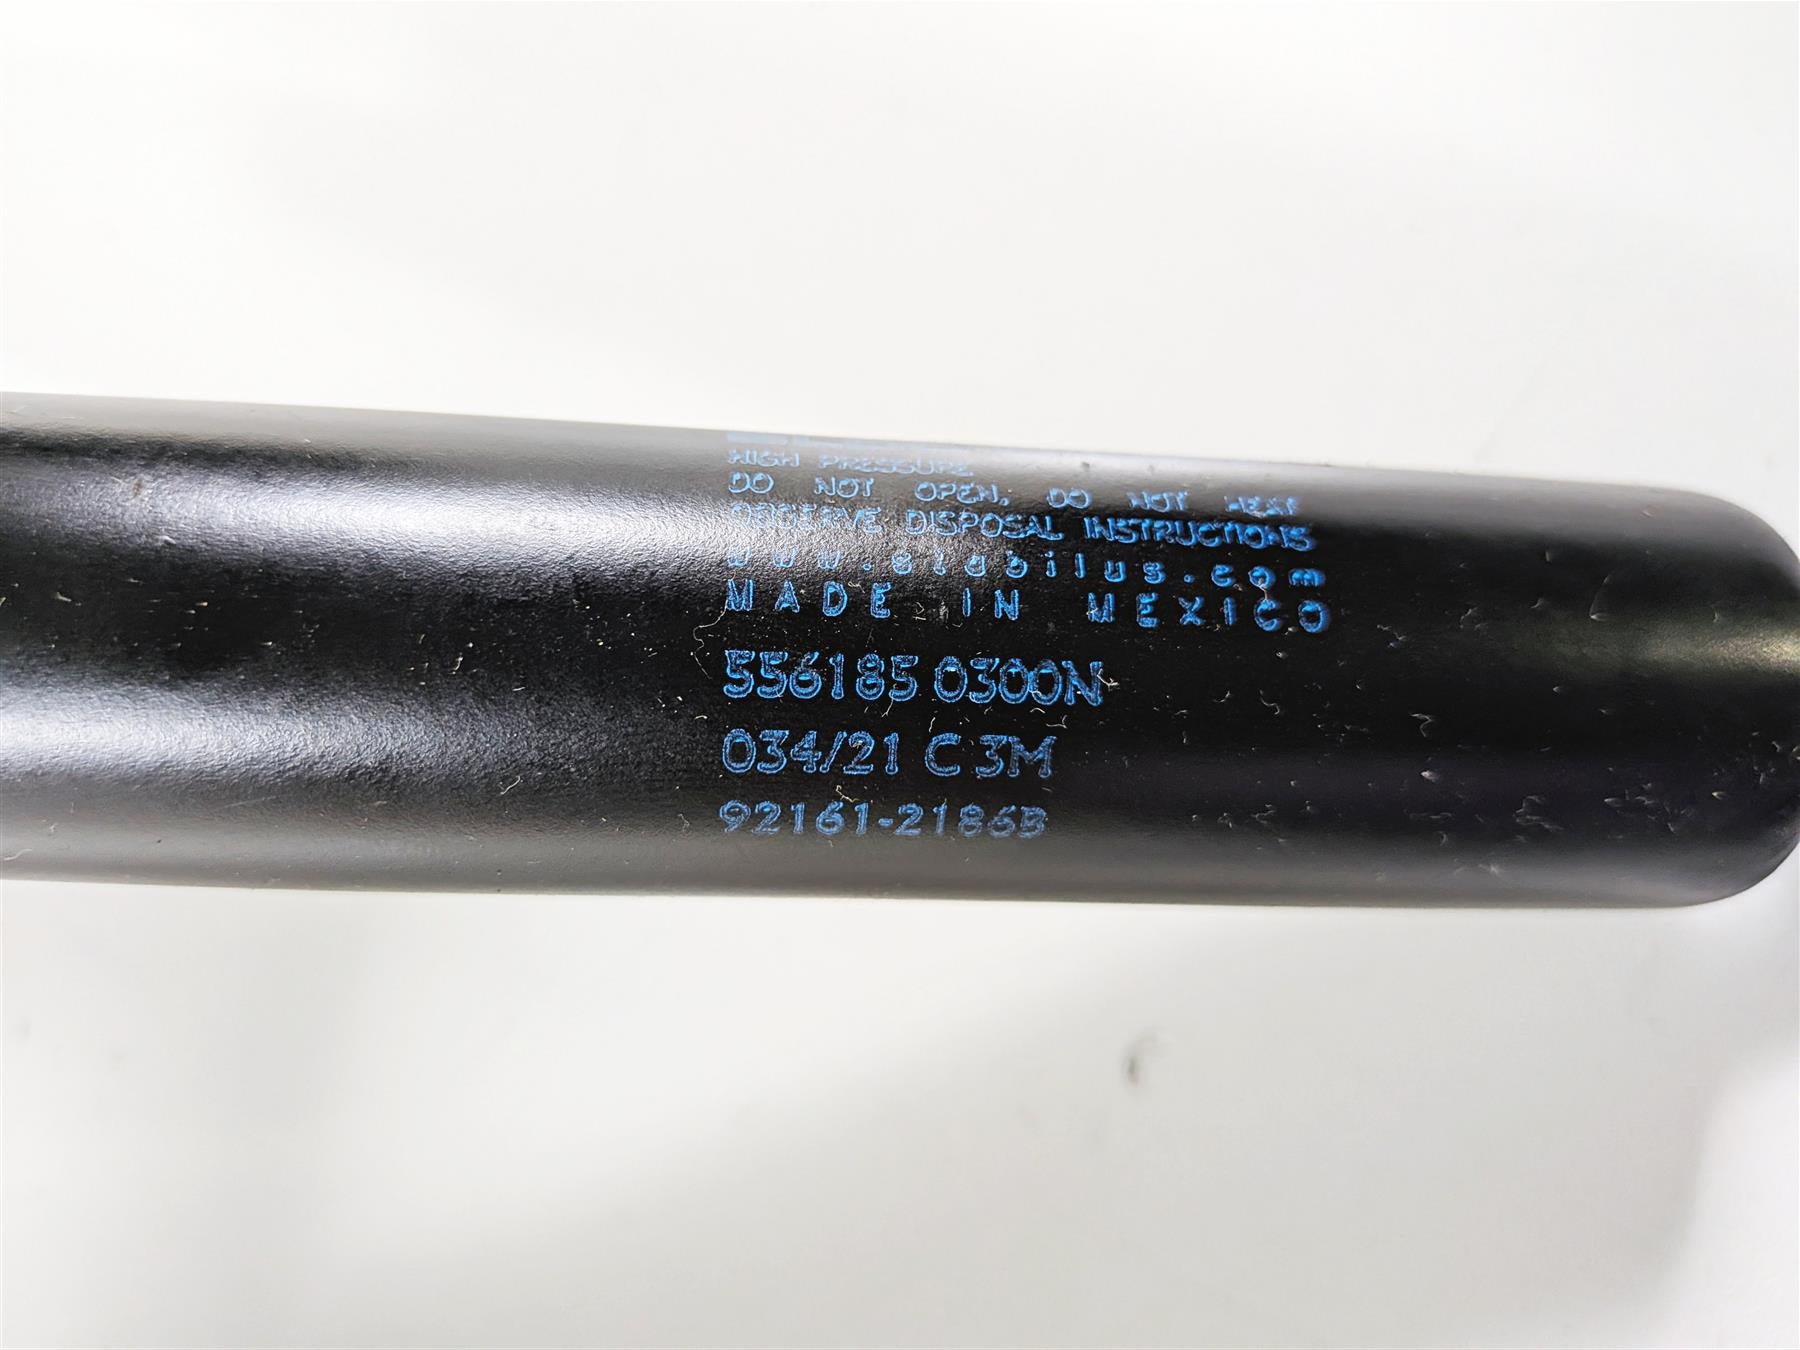 HIGH PRESSURE
DO NOT OPEN, DO NOT HEAT
OBSERVE DISPOSAL INSTRUCTIONS
www.stabilus.com
MADE IN MEXICO
556185 0300N
034/21 C 3M
92161-2186B